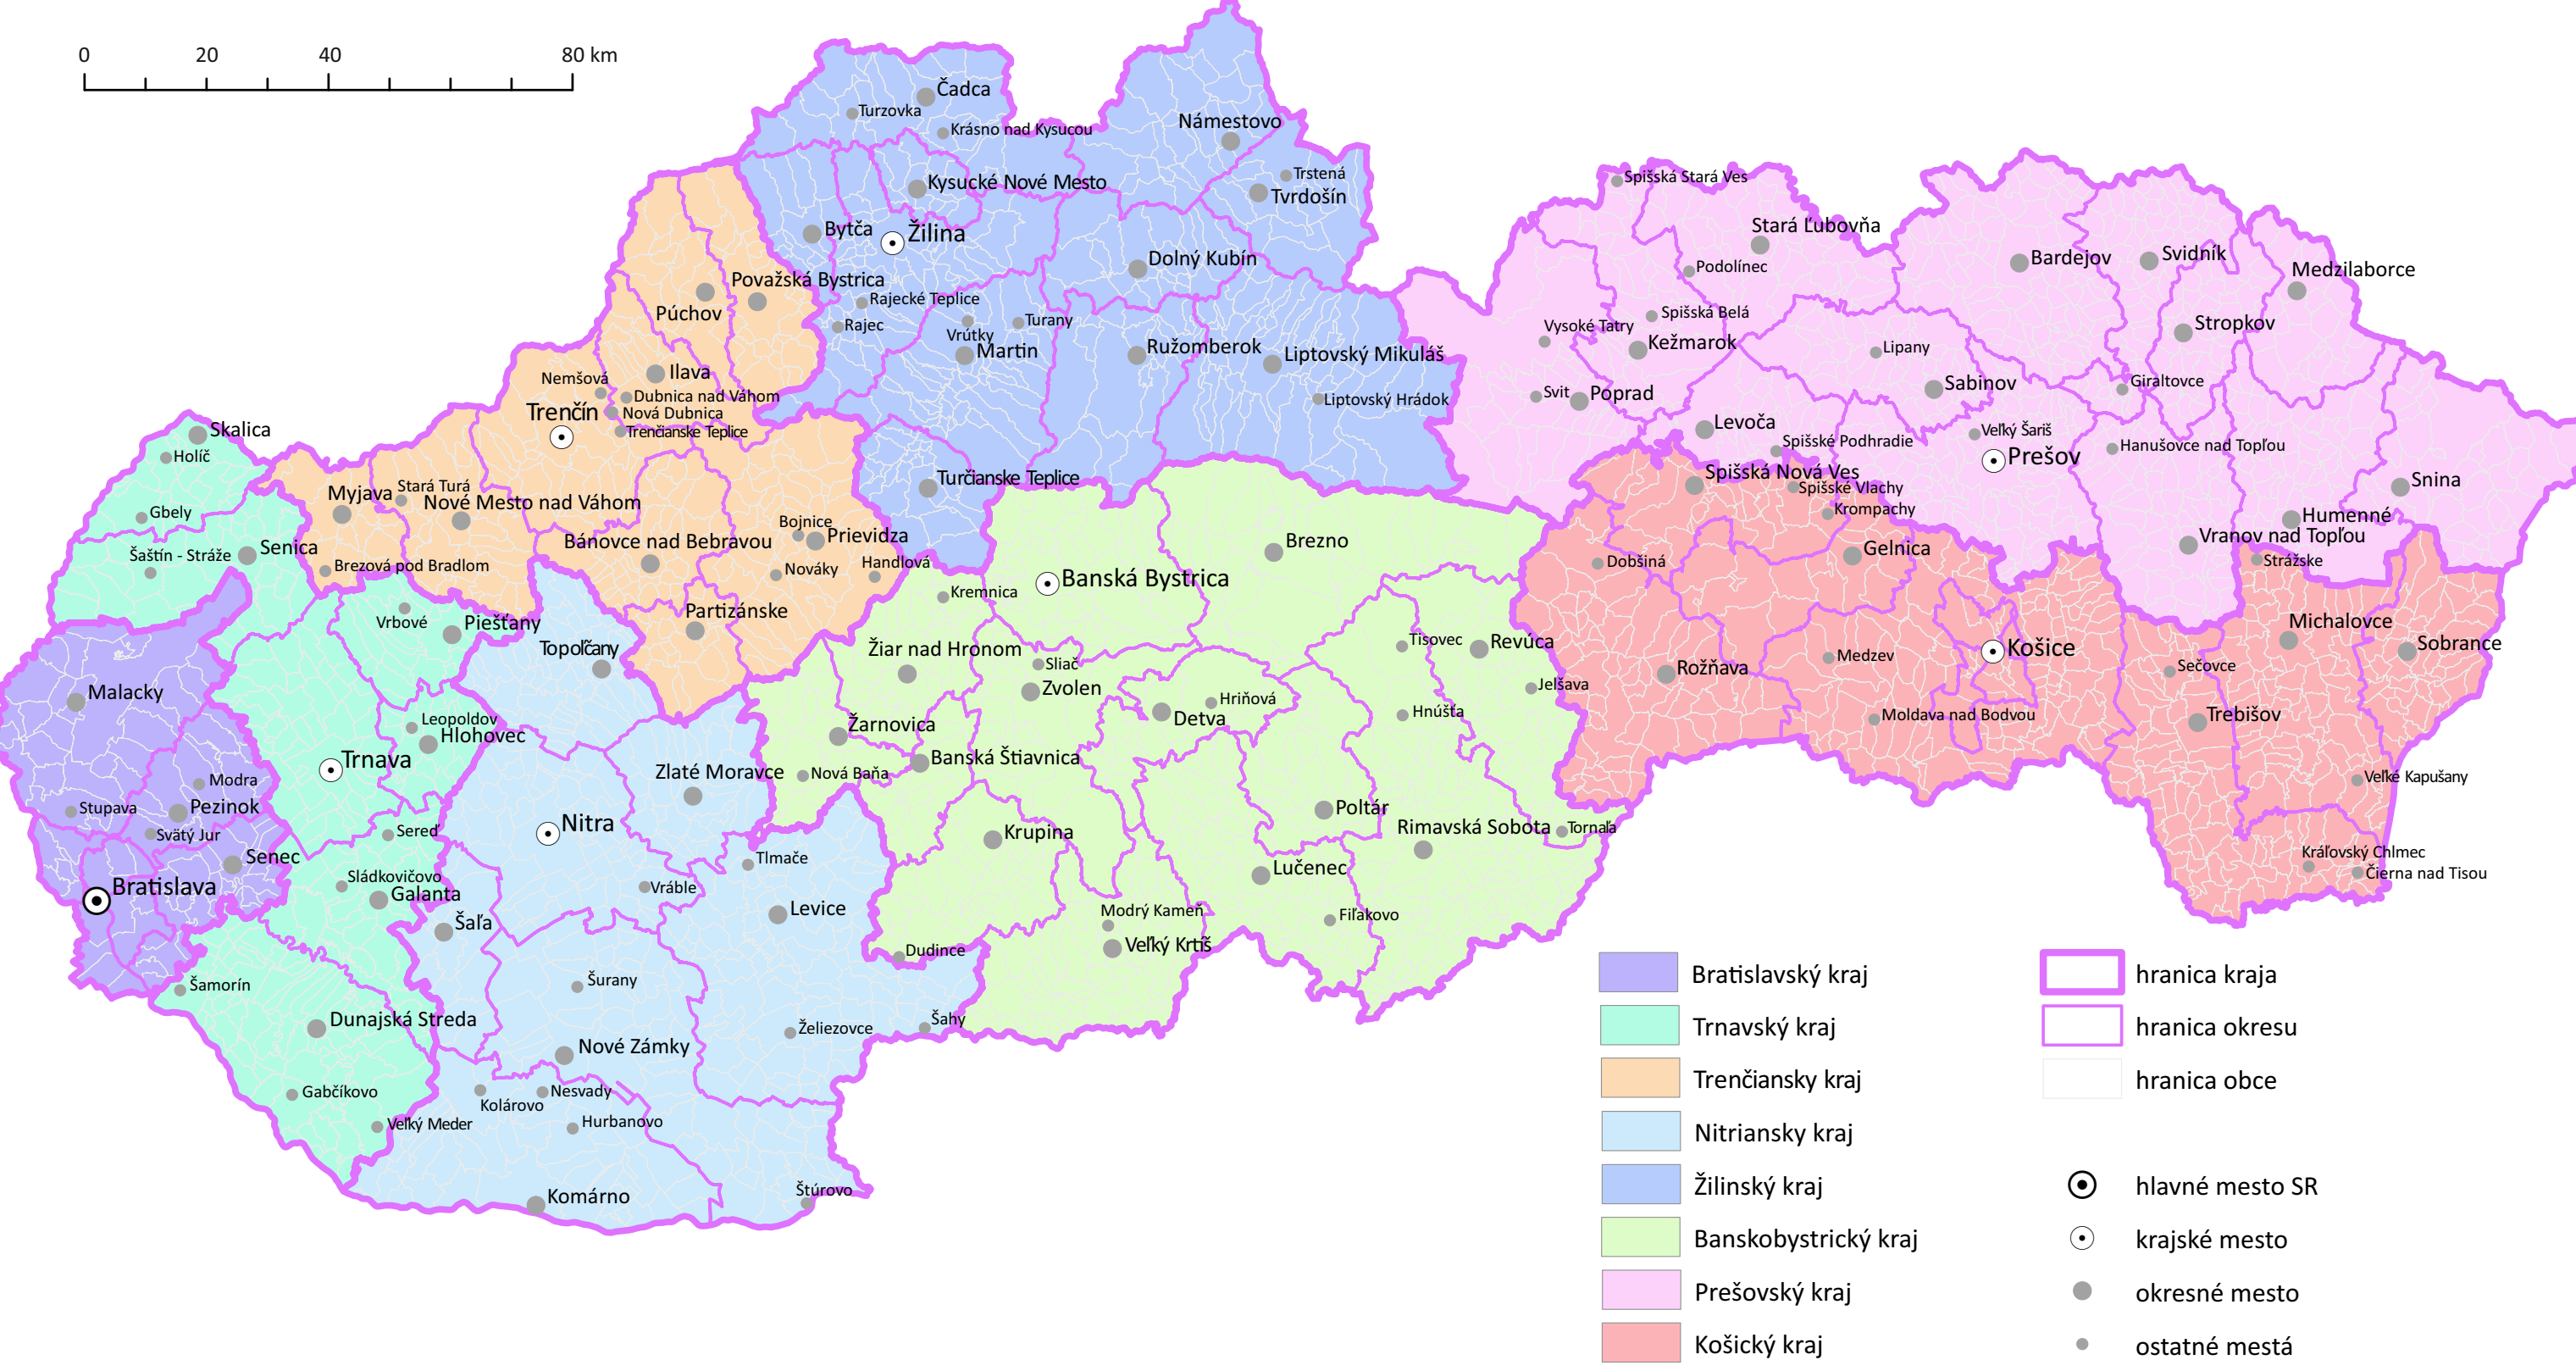 0 20 40 80 km
Čadca
Turzovka
Krásno nad Kysucou
Námestovo
Kysucké Nové Mesto
Trstená
Tvrdošín
Bytča
Žilina
Dolný Kubín
Považská Bystrica
Púchov
Rajecké Teplice
Rajec
Vrútky
Turany
Martin
Ružomberok
Liptovský Mikuláš
Liptovský Hrádok
Ilava
Nemšová
Dubnica nad Váhom
Nová Dubnica
Trenčín
Trenčianske Teplice
Turčianske Teplice
Spišská Stará Ves
Stará Ľubovňa
Podolínec
Spišská Belá
Vysoké Tatry
Kežmarok
Svit
Poprad
Levoča
Spišské Podhradie
Lipany
Sabinov
Veľký Šariš
Prešov
Bardejov
Svidník
Medzilaborce
Stropkov
Giraltovce
Hanušovce nad Topľou
Snina
Humenné
Vranov nad Topľou
Strážske
Spišská Nová Ves
Spišské Vlachy
Krompachy
Gelnica
Dobšiná
Rožňava
Medzev
Košice
Moldava nad Bodvou
Michalovce
Sobrance
Sečovce
Trebišov
Veľké Kapušany
Kráľovský Chlmec
Čierna nad Tisou
Skalica
Holíč
Gbely
Šaštín - Stráže
Senica
Myjava
Stará Turá
Nové Mesto nad Váhom
Brezová pod Bradlom
Bánovce nad Bebravou
Bojnice
Prievidza
Nováky
Handlová
Partizánske
Vrbové
Piešťany
Topoľčany
Kremnica
Banská Bystrica
Brezno
Žiar nad Hronom
Sliač
Zvolen
Hriňová
Detva
Tisovec
Revúca
Jelšava
Hnúšťa
Malacky
Leopoldov
Hlohovec
Trnava
Modra
Pezinok
Stupava
Svätý Jur
Senec
Bratislava
Sereď
Sládkovičovo
Galanta
Šaľa
Nitra
Zlaté Moravce
Žarnovica
Nová Baňa
Banská Štiavnica
Krupina
Tlmače
Vráble
Levice
Poltár
Rimavská Sobota
Tornaľa
Lučenec
Fiľakovo
Modrý Kameň
Veľký Krtíš
Dudince
Šahy
Želiezovce
Šamorín
Dunajská Streda
Gabčíkovo
Veľký Meder
Šurany
Nové Zámky
Kolárovo
Nesvady
Hurbanovo
Komárno
Štúrovo
Bratislavský kraj
Trnavský kraj
Trenčiansky kraj
Nitriansky kraj
Žilinský kraj
Banskobystrický kraj
Prešovský kraj
Košický kraj
hranica kraja
hranica okresu
hranica obce
hlavné mesto SR
krajské mesto
okresné mesto
ostatné mestá